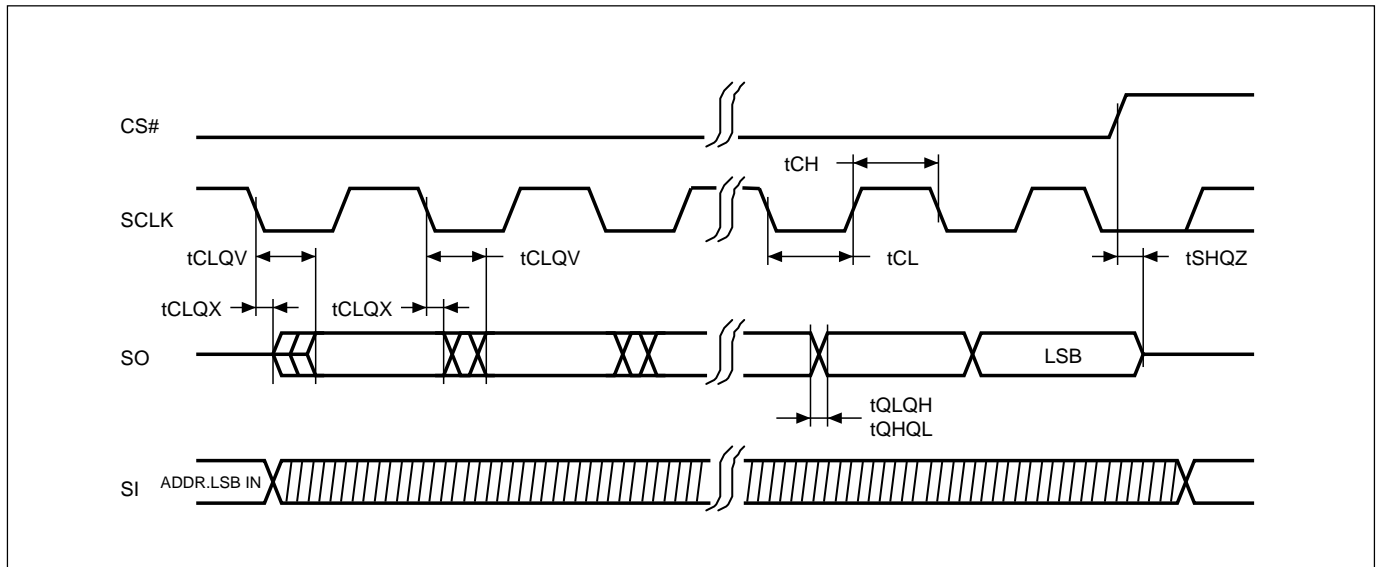 CS#
tCH
SCLK
tCLQV
tCLQV
tCL
tSHQZ
tCLQX
tCLQX
SO
LSB
tQLQH
tQHQL
SI
ADDR.LSB IN